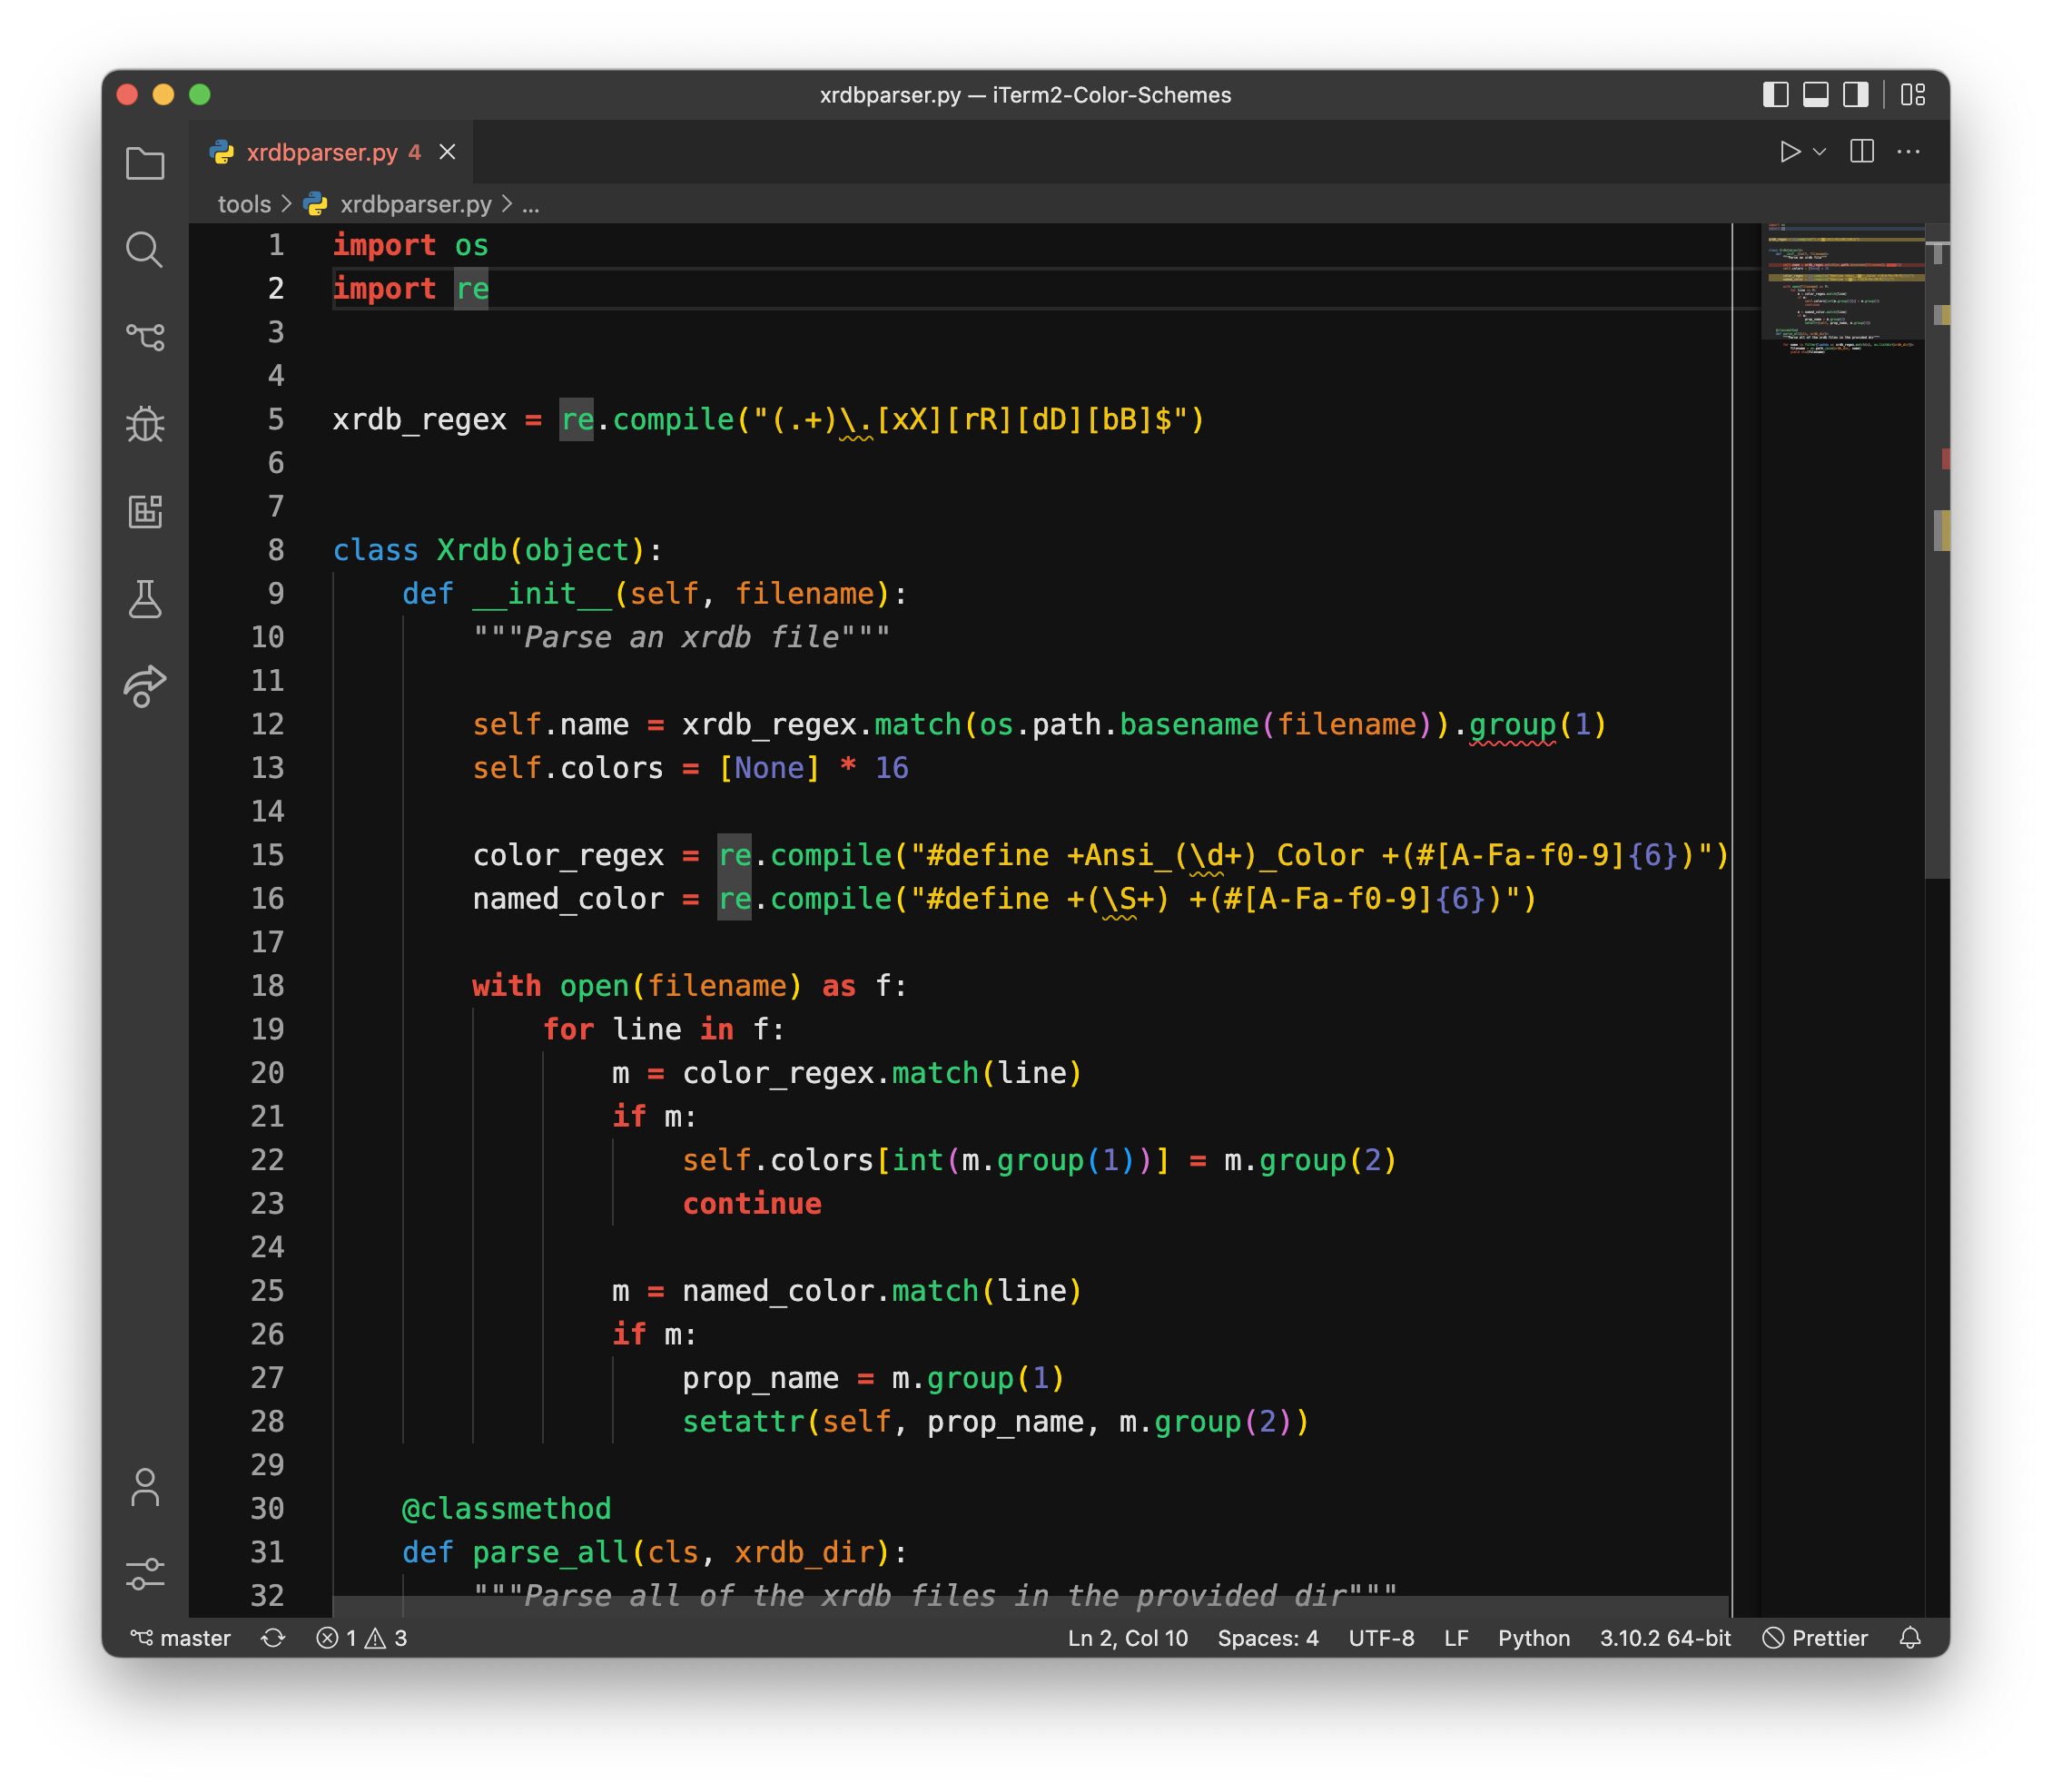 xrdbparser.py — iTerm2-Color-Schemes
xrdbparser.py 4
tools > xrdbparser.py > ...
1 import os
2 import re
3
4
5 xrdb_regex = re.compile("(.+)\.[xX][rR][dD][bB]$")
6
7
8 class Xrdb(object):
9     def __init__(self, filename):
10         """Parse an xrdb file"""
11
12         self.name = xrdb_regex.match(os.path.basename(filename)).group(1)
13         self.colors = [None] * 16
14
15         color_regex = re.compile("#define +Ansi_(\d+)_Color +(#[A-Fa-f0-9]{6})")
16         named_color = re.compile("#define +(\S+) +(#[A-Fa-f0-9]{6})")
17
18         with open(filename) as f:
19             for line in f:
20                 m = color_regex.match(line)
21                 if m:
22                     self.colors[int(m.group(1))] = m.group(2)
23                     continue
24
25                 m = named_color.match(line)
26                 if m:
27                     prop_name = m.group(1)
28                     setattr(self, prop_name, m.group(2))
29
30     @classmethod
31     def parse_all(cls, xrdb_dir):
32         """Parse all of the xrdb files in the provided dir"""
master 1 3 Ln 2, Col 10 Spaces: 4 UTF-8 LF Python 3.10.2 64-bit Prettier